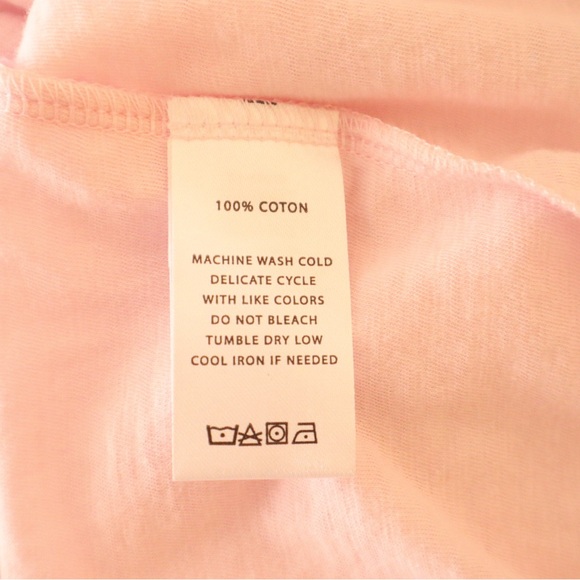 100% COTON
MACHINE WASH COLD
DELICATE CYCLE
WITH LIKE COLORS
DO NOT BLEACH
TUMBLE DRY LOW
COOL IRON IF NEEDED